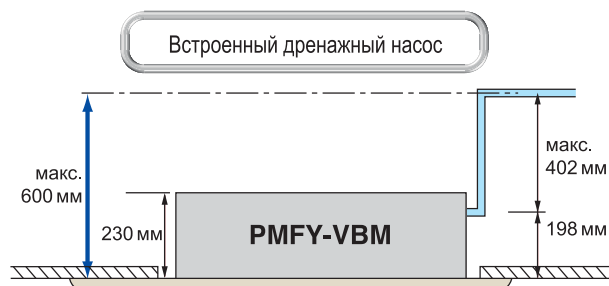 Встроенный дренажный насос
макс.
600 мм
230 мм
PMFY-VBM
макс.
402 мм
198 мм